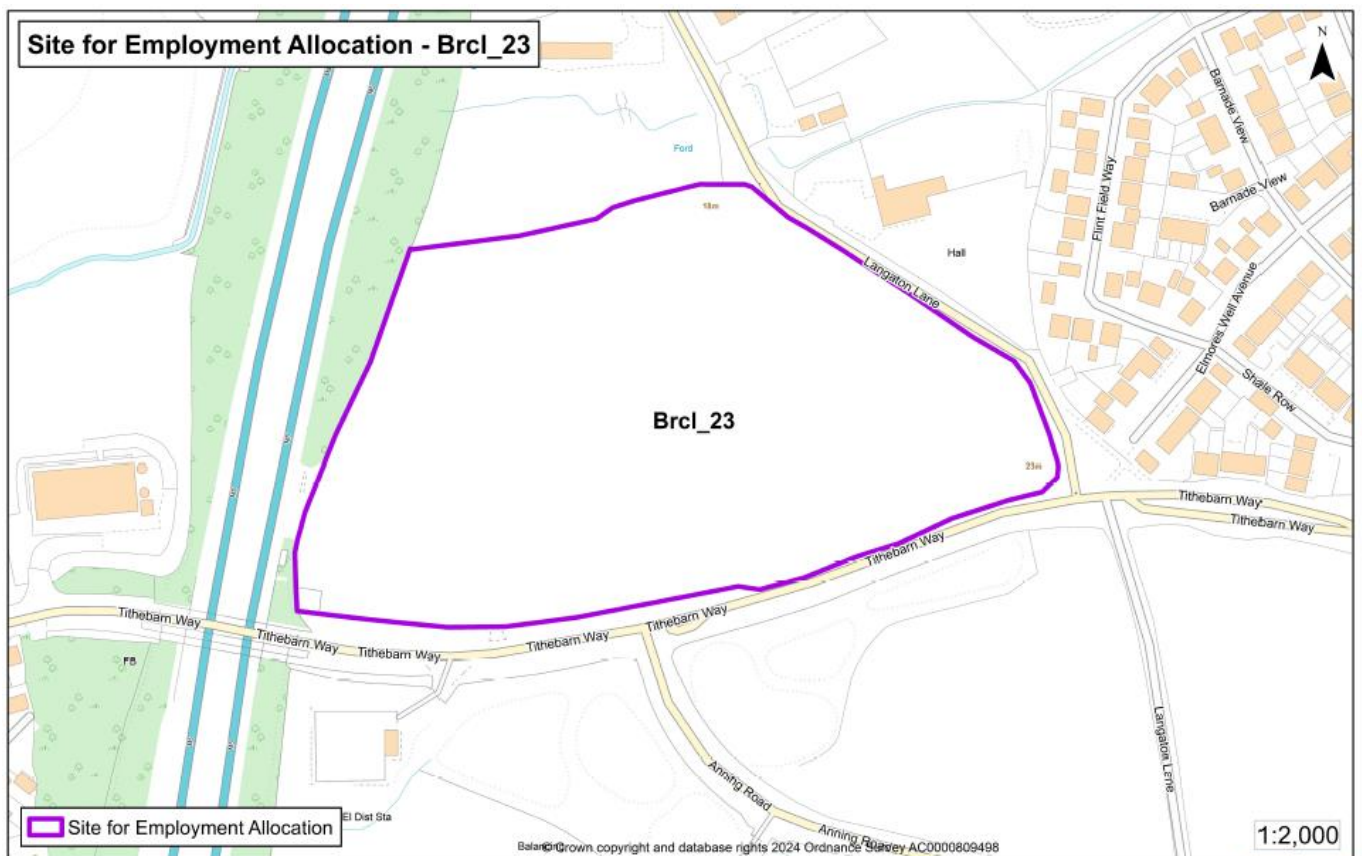 Site for Employment Allocation - Brcl_23
N
Barnade View
Ford
Flint Field Way
Barnade View
18m
Hall
Langaton Lane
Elmores Well Avenue
Shale Row
Brcl_23
23m
Tithebarn Way
Tithebarn Way
Tithebarn Way
Tithebarn Way
Tithebarn Way
Tithebarn Way
Tithebarn Way
Tithebarn Way
FB
Langaton Lane
Anning Road
El Dist Sta
Anning Road
Site for Employment Allocation
1:2,000
© Crown copyright and database rights 2024 Ordnance Survey AC0000809498